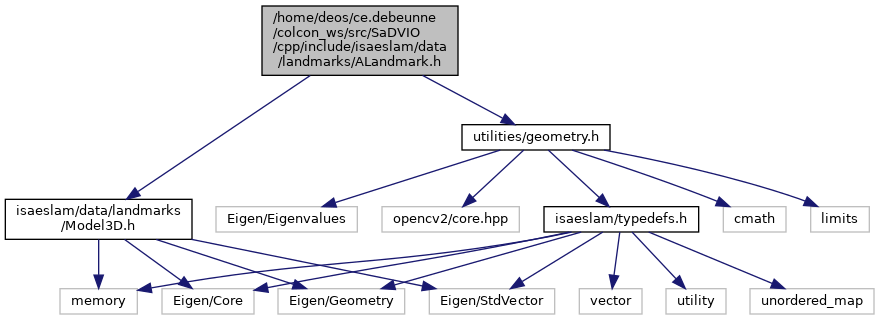 /home/deos/ce.debeunne
/colcon_ws/src/SaDVIO
/cpp/include/isaeslam/data
/landmarks/ALandmark.h
utilities/geometry.h
isaeslam/data/landmarks
/Model3D.h
Eigen/Eigenvalues
opencv2/core.hpp
isaeslam/typedefs.h
cmath
limits
memory
Eigen/Core
Eigen/Geometry
Eigen/StdVector
vector
utility
unordered_map